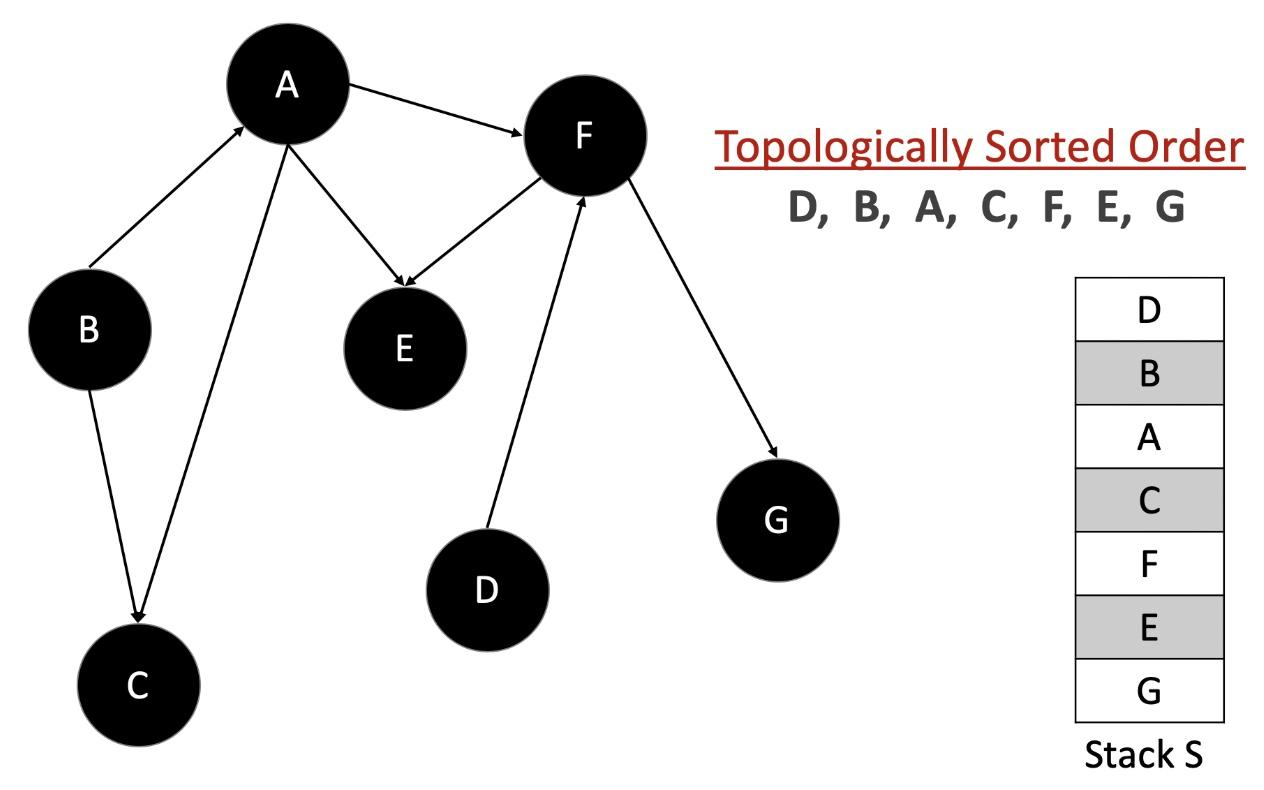 A
F
Topologically Sorted Order
D, B, A, C, F, E, G
B
E
D
G
C
D
B
A
C
F
E
G
Stack S